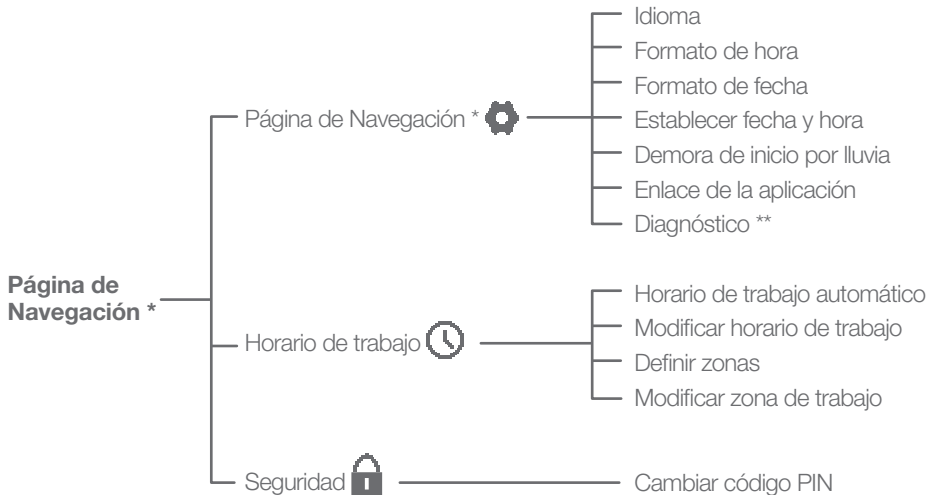 Página de
Navegación *
Página de Navegación *
Idioma
Formato de hora
Formato de fecha
Establecer fecha y hora
Demora de inicio por lluvia
Enlace de la aplicación
Diagnóstico **
Horario de trabajo
Horario de trabajo automático
Modificar horario de trabajo
Definir zonas
Modificar zona de trabajo
Seguridad
Cambiar código PIN